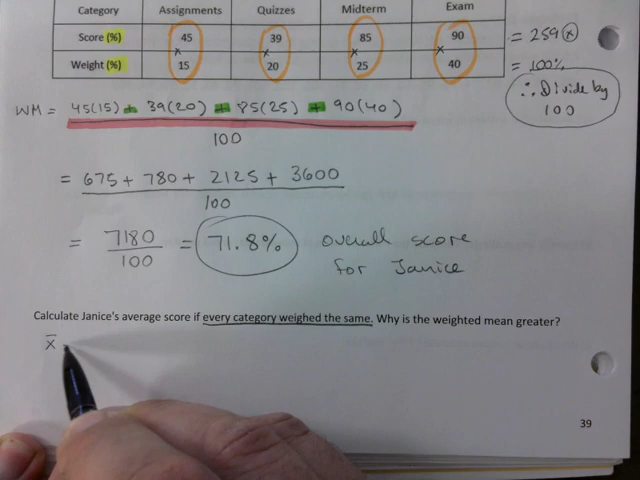 Category Assignments Quizzes Midterm Exam
Score (%) 45 39 85 90 = 259 x
x x x x
Weight (%) 15 20 25 40 = 100%
∴ Divide by
100
WM = 45(15) + 39(20) + 85(25) + 90(40)
100
= 675 + 780 + 2125 + 3600
100
= 7180 = 71.8% overall score
100 for Janice
Calculate Janice's average score if every category weighed the same. Why is the weighted mean greater?
x̄
39